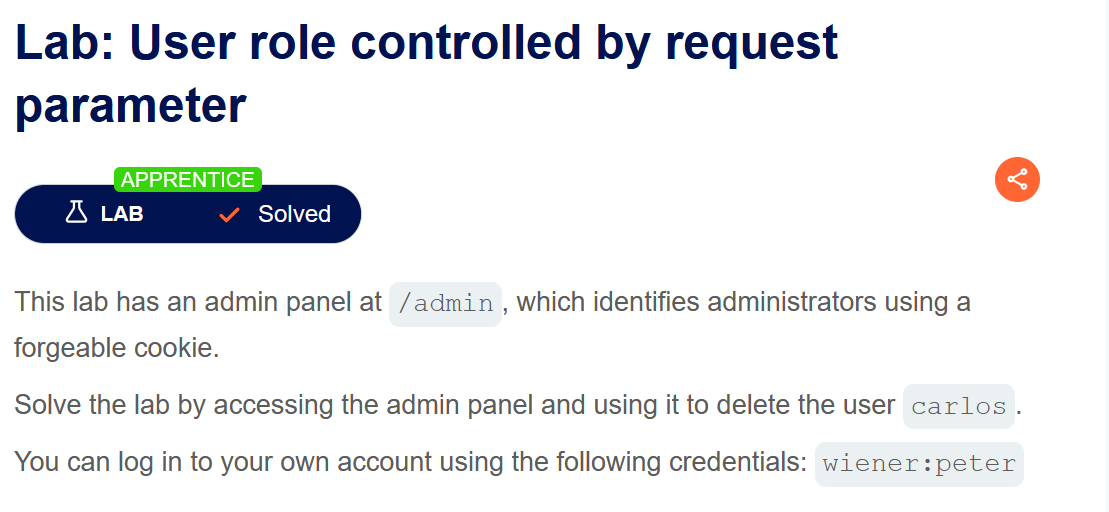 Lab: User role controlled by request
parameter
APPRENTICE
LAB Solved
This lab has an admin panel at /admin, which identifies administrators using a
forgeable cookie.
Solve the lab by accessing the admin panel and using it to delete the user carlos.
You can log in to your own account using the following credentials: wiener:peter